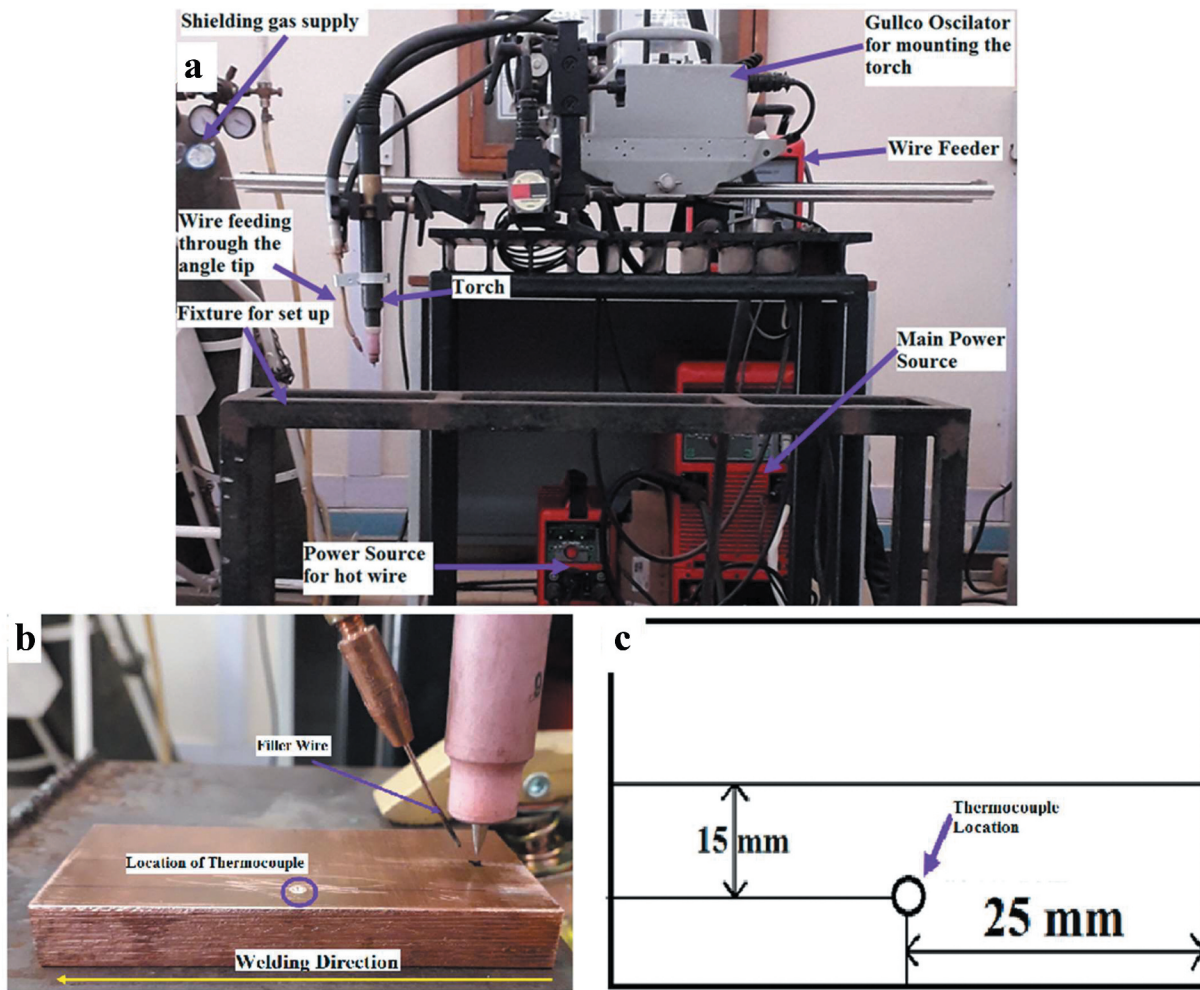 Shielding gas supply
a
Gullco Oscilator
for mounting the
torch
Wire Feeder
Wire feeding
through the
angle tip
Fixture for set up
Torch
Main Power
Source
Power Source
for hot wire
b
Filler Wire
Location of Thermocouple
Welding Direction
c
Thermocouple
Location
15 mm
25 mm